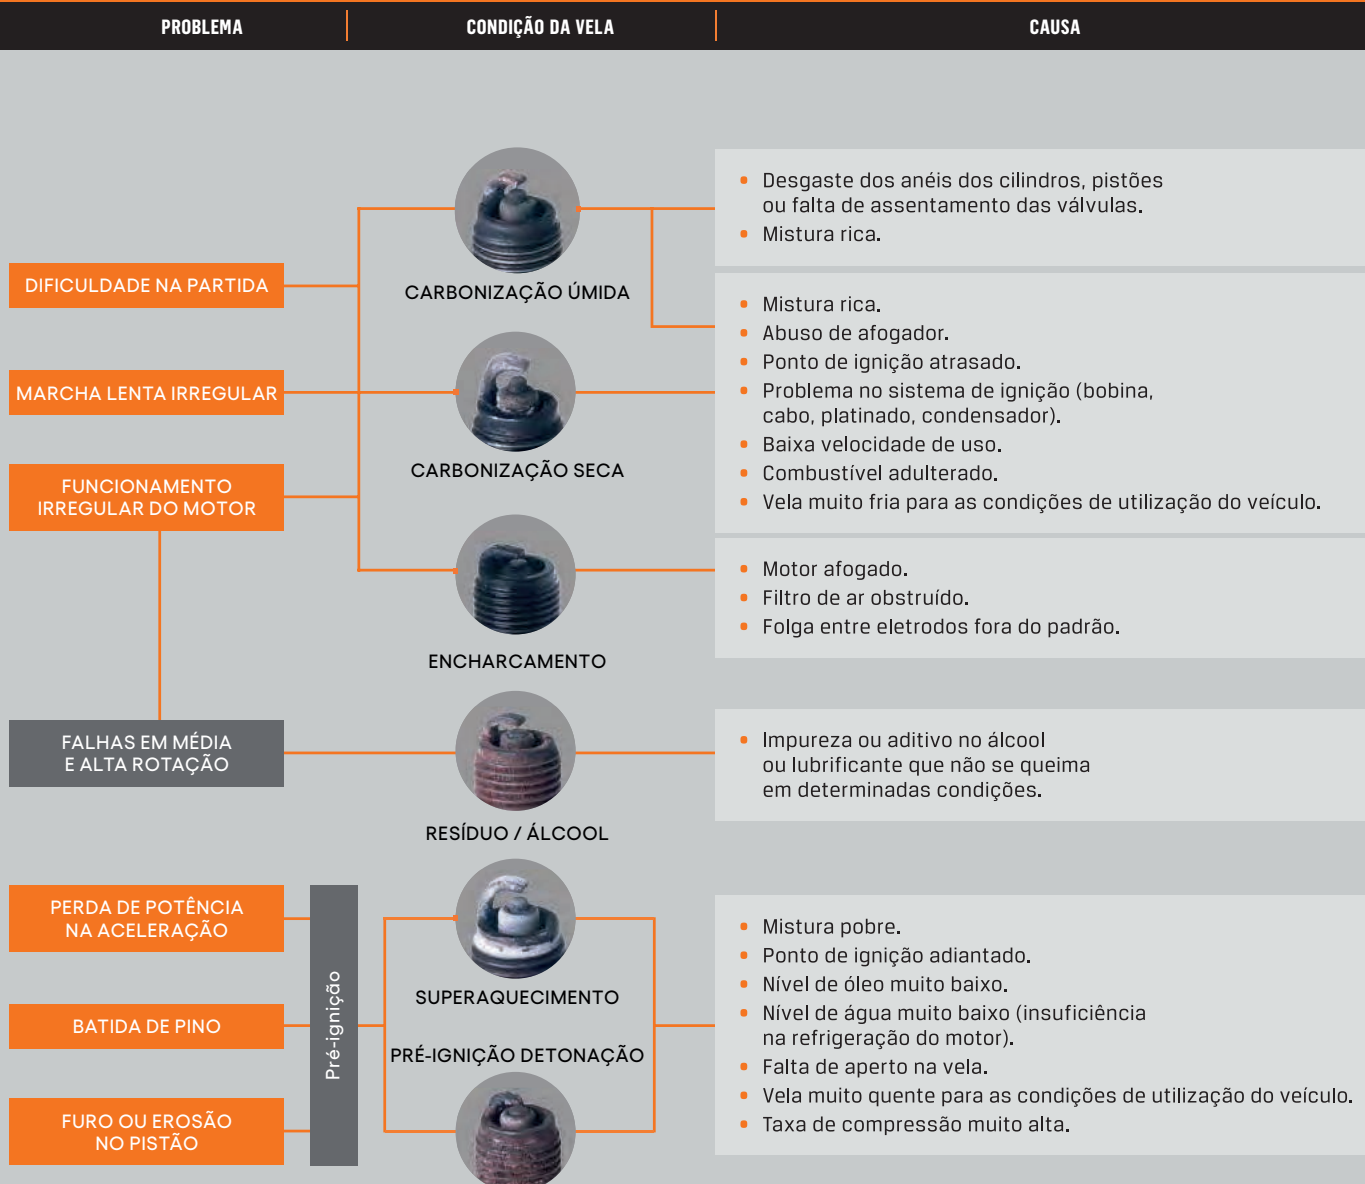 PROBLEMA
CONDIÇÃO DA VELA
CAUSA
DIFICULDADE NA PARTIDA
MARCHA LENTA IRREGULAR
FUNCIONAMENTO
IRREGULAR DO MOTOR
FALHAS EM MÉDIA
E ALTA ROTAÇÃO
PERDA DE POTÊNCIA
NA ACELERAÇÃO
BATIDA DE PINO
FURO OU EROSÃO
NO PISTÃO
Pré-ignição
CARBONIZAÇÃO ÚMIDA
CARBONIZAÇÃO SECA
ENCHARCAMENTO
RESÍDUO / ÁLCOOL
SUPERAQUECIMENTO
PRÉ-IGNIÇÃO DETONAÇÃO
• Desgaste dos anéis dos cilindros, pistões
ou falta de assentamento das válvulas.
• Mistura rica.
• Mistura rica.
• Abuso de afogador.
• Ponto de ignição atrasado.
• Problema no sistema de ignição (bobina,
cabo, platinado, condensador).
• Baixa velocidade de uso.
• Combustível adulterado.
• Vela muito fria para as condições de utilização do veículo.
• Motor afogado.
• Filtro de ar obstruído.
• Folga entre eletrodos fora do padrão.
• Impureza ou aditivo no álcool
ou lubrificante que não se queima
em determinadas condições.
• Mistura pobre.
• Ponto de ignição adiantado.
• Nível de óleo muito baixo.
• Nível de água muito baixo (insuficiência
na refrigeração do motor).
• Falta de aperto na vela.
• Vela muito quente para as condições de utilização do veículo.
• Taxa de compressão muito alta.